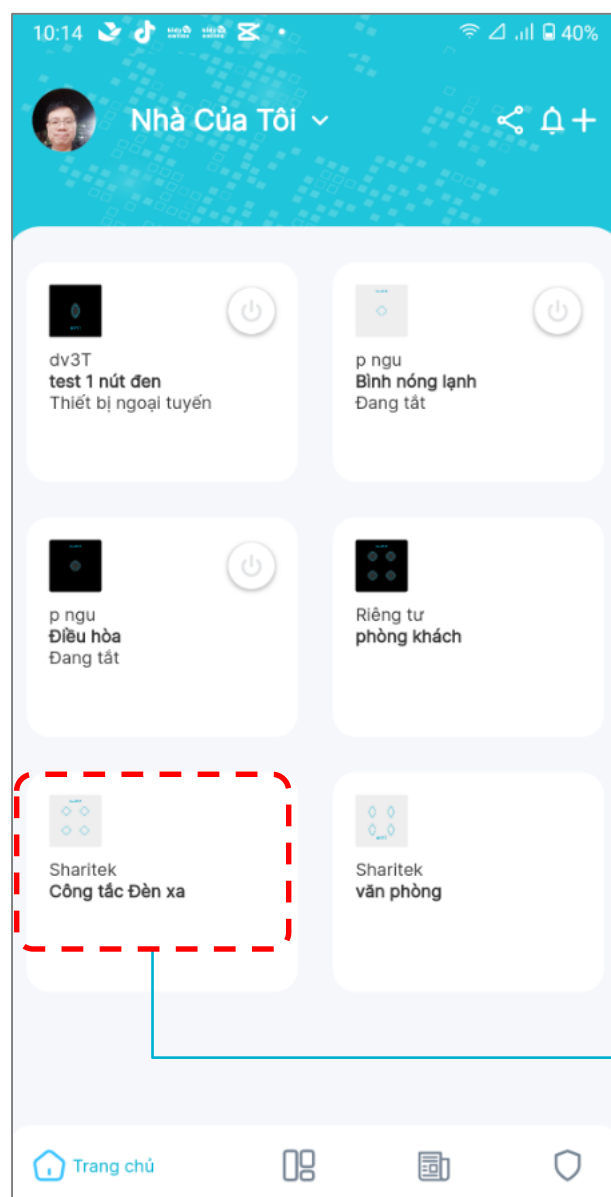 10:14
40%
Nhà Của Tôi
dv3T
test 1 nút đen
Thiết bị ngoại tuyến
p ngu
Bình nóng lạnh
Đang tắt
p ngu
Điều hòa
Đang tắt
Riêng tư
phòng khách
Sharitek
Công tắc Đèn xa
Sharitek
văn phòng
Trang chủ